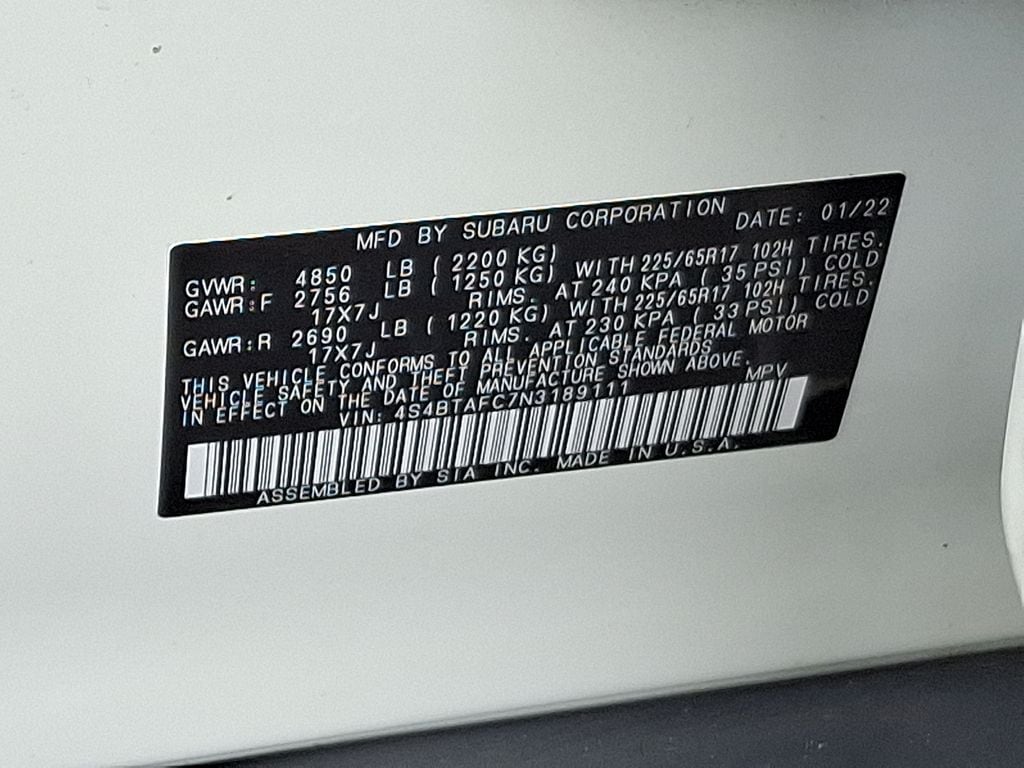 MFD BY SUBARU CORPORATION DATE: 01/22
GVWR: 4850 LB ( 2200 KG)
GAWR:F 2756 LB ( 1250 KG) WITH 225/65R17 102H TIRES.
17X7J RIMS. AT 240 KPA ( 35 PSI) COLD
GAWR:R 2690 LB ( 1220 KG) WITH 225/65R17 102H TIRES.
17X7J RIMS. AT 230 KPA ( 33 PSI) COLD
THIS VEHICLE CONFORMS TO ALL APPLICABLE FEDERAL MOTOR
VEHICLE SAFETY AND THEFT PREVENTION STANDARDS
IN EFFECT ON THE DATE OF MANUFACTURE SHOWN ABOVE.
VIN: 4S4BTAFC7N3189111 MPV
ASSEMBLED BY SIA INC. MADE IN U.S.A.